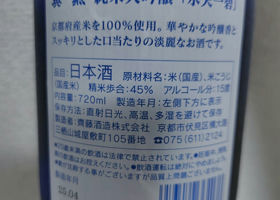 京都府産米を100%使用。華やかな吟醸香と
スッキリとした口当たりの淡麗なお酒です。
品目 日本酒 原材料名:米(国産)、米こうじ
(国産米) 精米歩合:45% アルコール分:15度
内容量:720ml 製造年月:左側下方に表示
保存方法:直射日光、高温、多湿を避けて保存
製造者:齊藤酒造株式会社 京都市伏見区横大路
三栖山城屋敷町105番地 ☎075(611)2124
製造年月
25.04